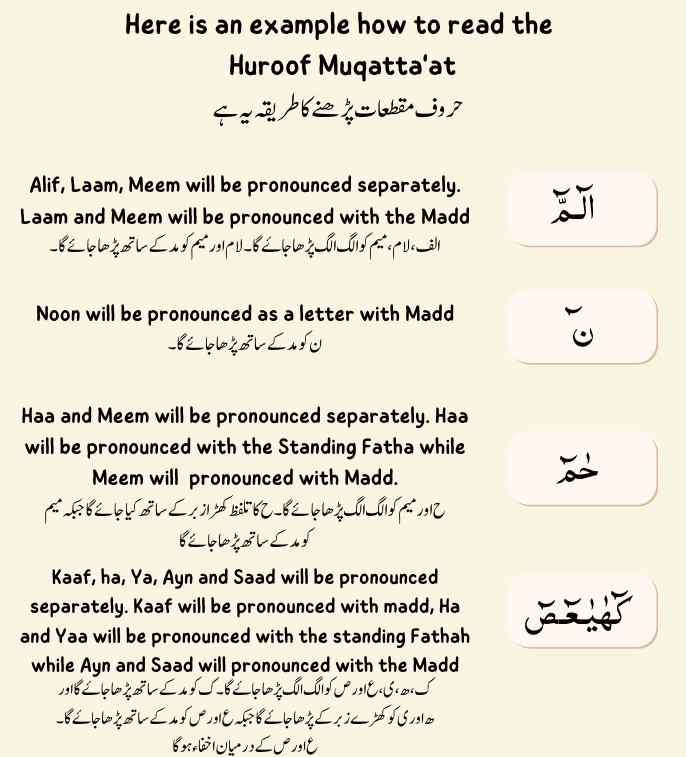 Here is an example how to read the
Huroof Muqatta'at
حروف مقطعات پڑھنے کا طریقہ یہ ہے
Alif, Laam, Meem will be pronounced separately.
Laam and Meem will be pronounced with the Madd
الف، لام، میم کو الگ الگ پڑھا جائے گا۔ لام اور میم کو مد کے ساتھ پڑھا جائے گا۔
الٓـمّٓ
Noon will be pronounced as a letter with Madd
ن کو مد کے ساتھ پڑھا جائے گا۔
نٓ
Haa and Meem will be pronounced separately. Haa
will be pronounced with the Standing Fatha while
Meem will pronounced with Madd.
ح اور میم کو الگ الگ پڑھا جائے گا۔ ح کا تلفظ کھڑا زبر کے ساتھ کیا جائے گا جبکہ میم
کو مد کے ساتھ پڑھا جائے گا
حٰمٓ
Kaaf, ha, Ya, Ayn and Saad will be pronounced
separately. Kaaf will be pronounced with madd, Ha
and Yaa will be pronounced with the standing Fathah
while Ayn and Saad will pronounced with the Madd
ک، ھ، ی، ع اور ص کو الگ الگ پڑھا جائے گا۔ ک کو مد کے ساتھ پڑھا جائے گا اور
ھ اور ی کو کھڑے زبر کے پڑھا جائے گا جبکہ ع اور ص کو مد کے ساتھ پڑھا جائے گا۔
ع اور ص کے درمیان اخفاء ہو گا
كٓهٰيٰـعٓـصٓ